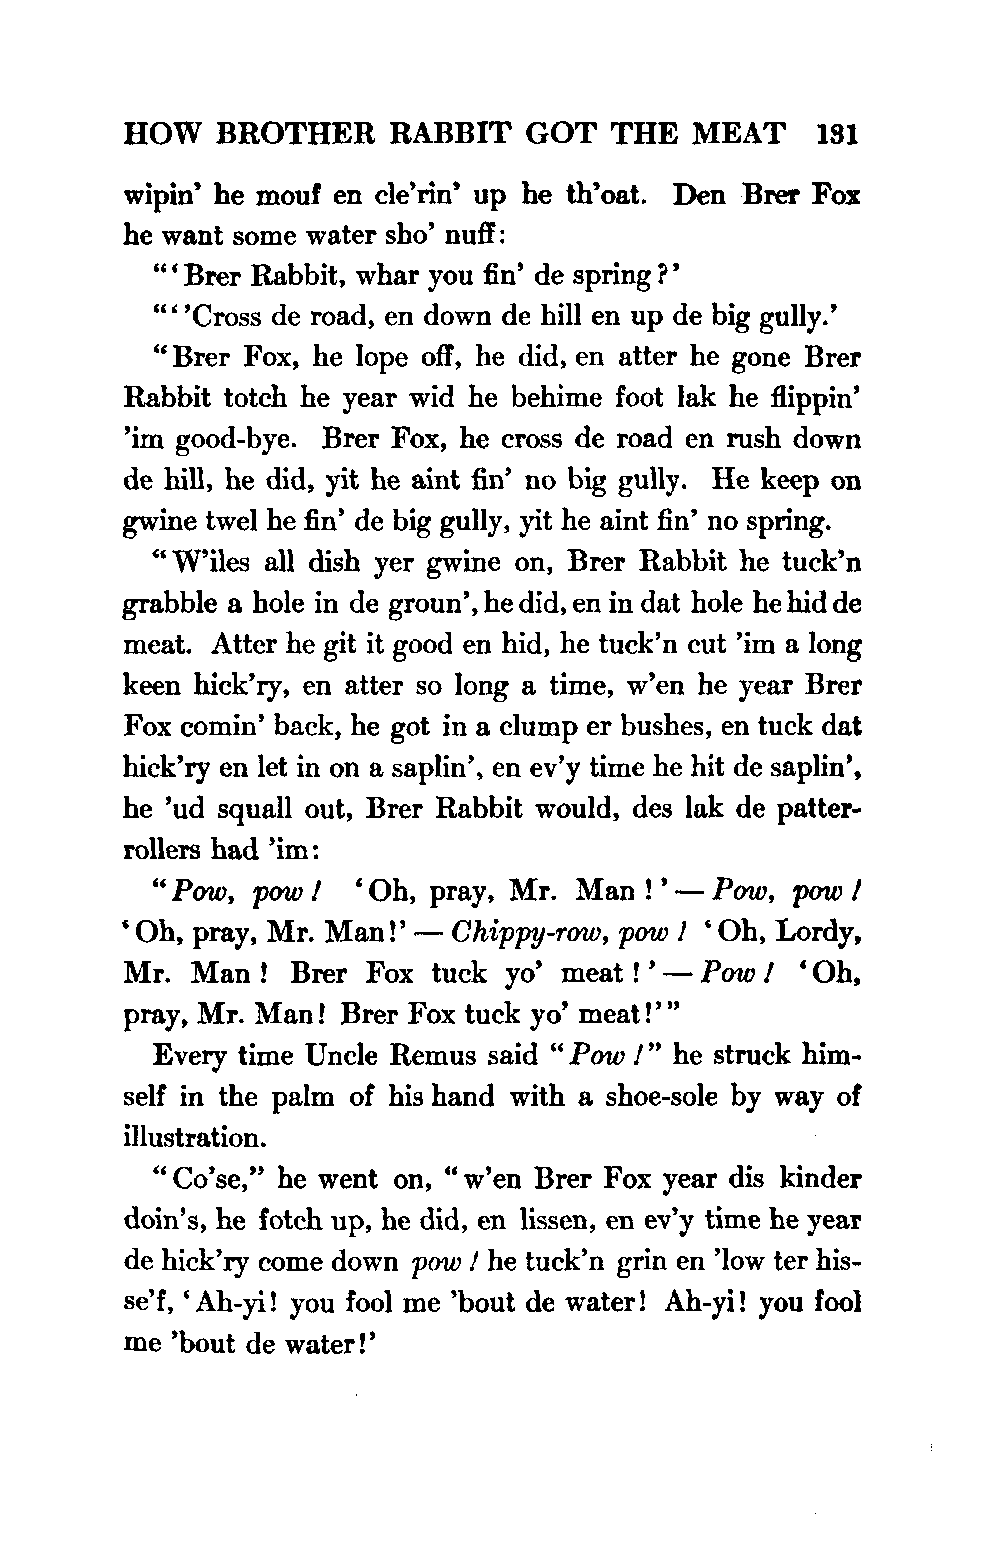 HOW BROTHER RABBIT GOT THE MEAT 131
wipin' he mouf en cle'rin' up he th'oat. Den Brer Fox
he want some water sho' nuff:
"'Brer Rabbit, whar you fin' de spring?'
"''Cross de road, en down de hill en up de big gully.'
"Brer Fox, he lope off, he did, en atter he gone Brer
Rabbit totch he year wid he behime foot lak he flippin'
'im good-bye. Brer Fox, he cross de road en rush down
de hill, he did, yit he aint fin' no big gully. He keep on
gwine twel he fin' de big gully, yit he aint fin' no spring.
"W'iles all dish yer gwine on, Brer Rabbit he tuck'n
grabble a hole in de groun', he did, en in dat hole he hid de
meat. Atter he git it good en hid, he tuck'n cut 'im a long
keen hick'ry, en atter so long a time, w'en he year Brer
Fox comin' back, he got in a clump er bushes, en tuck dat
hick'ry en let in on a saplin', en ev'y time he hit de saplin',
he 'ud squall out, Brer Rabbit would, des lak de patter-
rollers had 'im:
"Pow, pow! 'Oh, pray, Mr. Man!' — Pow, pow!
'Oh, pray, Mr. Man!' — Chippy-row, pow! 'Oh, Lordy,
Mr. Man! Brer Fox tuck yo' meat!' — Pow! 'Oh,
pray, Mr. Man! Brer Fox tuck yo' meat!'"
Every time Uncle Remus said "Pow!" he struck him-
self in the palm of his hand with a shoe-sole by way of
illustration.
"Co'se," he went on, "w'en Brer Fox year dis kinder
doin's, he fotch up, he did, en lissen, en ev'y time he year
de hick'ry come down pow! he tuck'n grin en 'low ter his-
se'f, 'Ah-yi! you fool me 'bout de water! Ah-yi! you fool
me 'bout de water!'